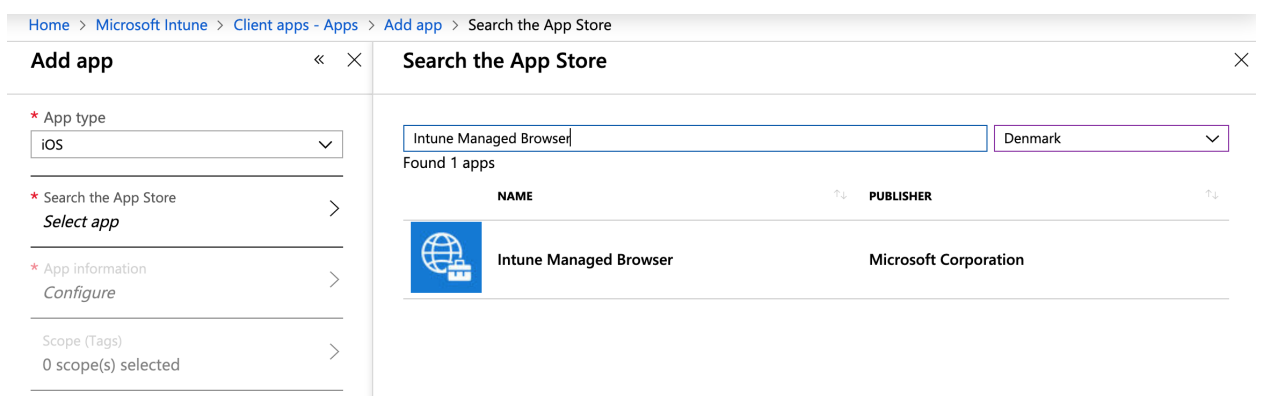 Home > Microsoft Intune > Client apps - Apps > Add app > Search the App Store
Add app
* App type
iOS
* Search the App Store
Select app
* App information
Configure
Scope (Tags)
0 scope(s) selected
Search the App Store
Intune Managed Browser
Denmark
Found 1 apps
NAME PUBLISHER
Intune Managed Browser Microsoft Corporation